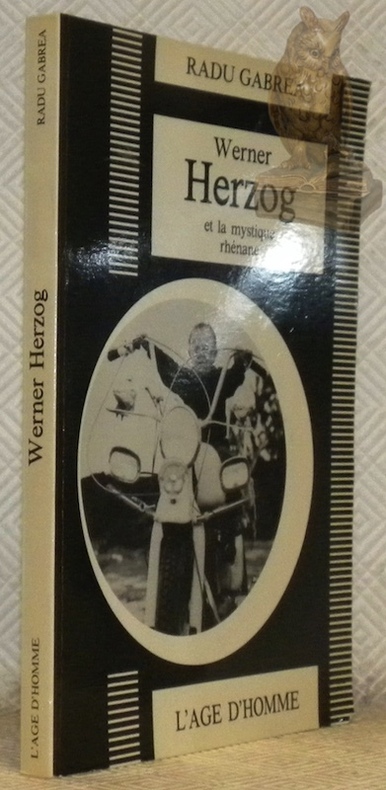 RADU GABREA
Werner Herzog
L'AGE D'HOMME
RADU GABREA
Werner
Herzog
et la mystique
rhénane
L'AGE D'HOMME